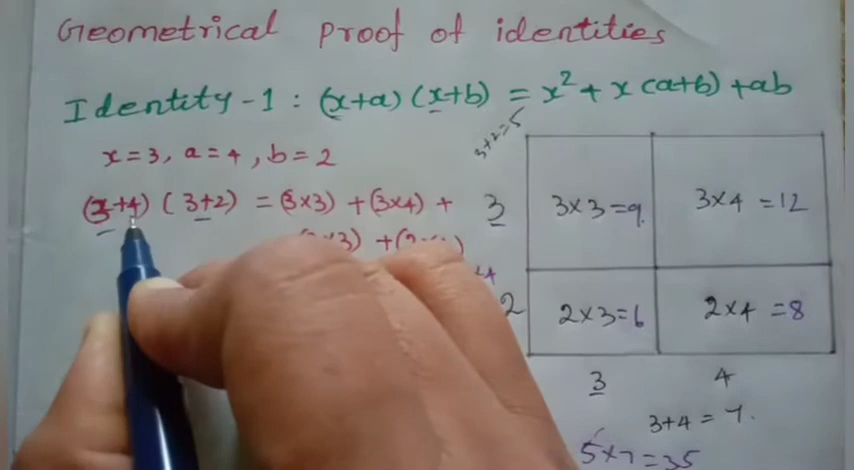 Geometrical proof of identities
Identity-1 : (x+a) (x+b) = x² + x (a+b) + ab
x = 3, a = 4, b = 2
3+2=5
(3+4) ( 3+2) = (3×3) + (3×4) +
×3) + (2×
3
3×3=9
3×4 =12
2
2×3=6
2×4 =8
3
4
3+4 = 7.
5×7=35